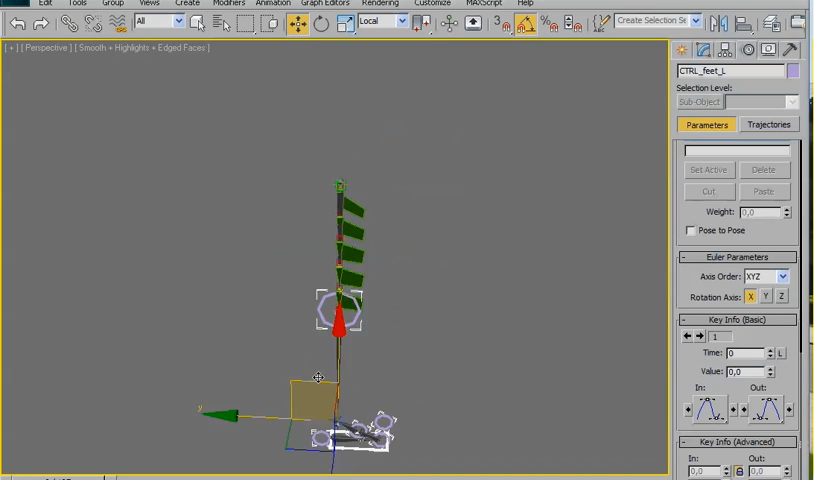 Edit Tools Group Views Create Modifiers Animation Graph Editors Rendering Customize MAXScript Help
All Local 3 Create Selection Se
[ + ] [ Perspective ] [ Smooth + Highlights + Edged Faces ]
CTRL_feet_L
Selection Level:
Sub-Object
Parameters Trajectories
Set Active Delete
Cut Paste
Weight: 0,0
Pose to Pose
Euler Parameters
Axis Order: XYZ
Rotation Axis: X Y Z
Key Info (Basic)
1
Time: 0 L
Value: 0,0
In: Out:
Key Info (Advanced)
In: Out:
0,0 0,0
y